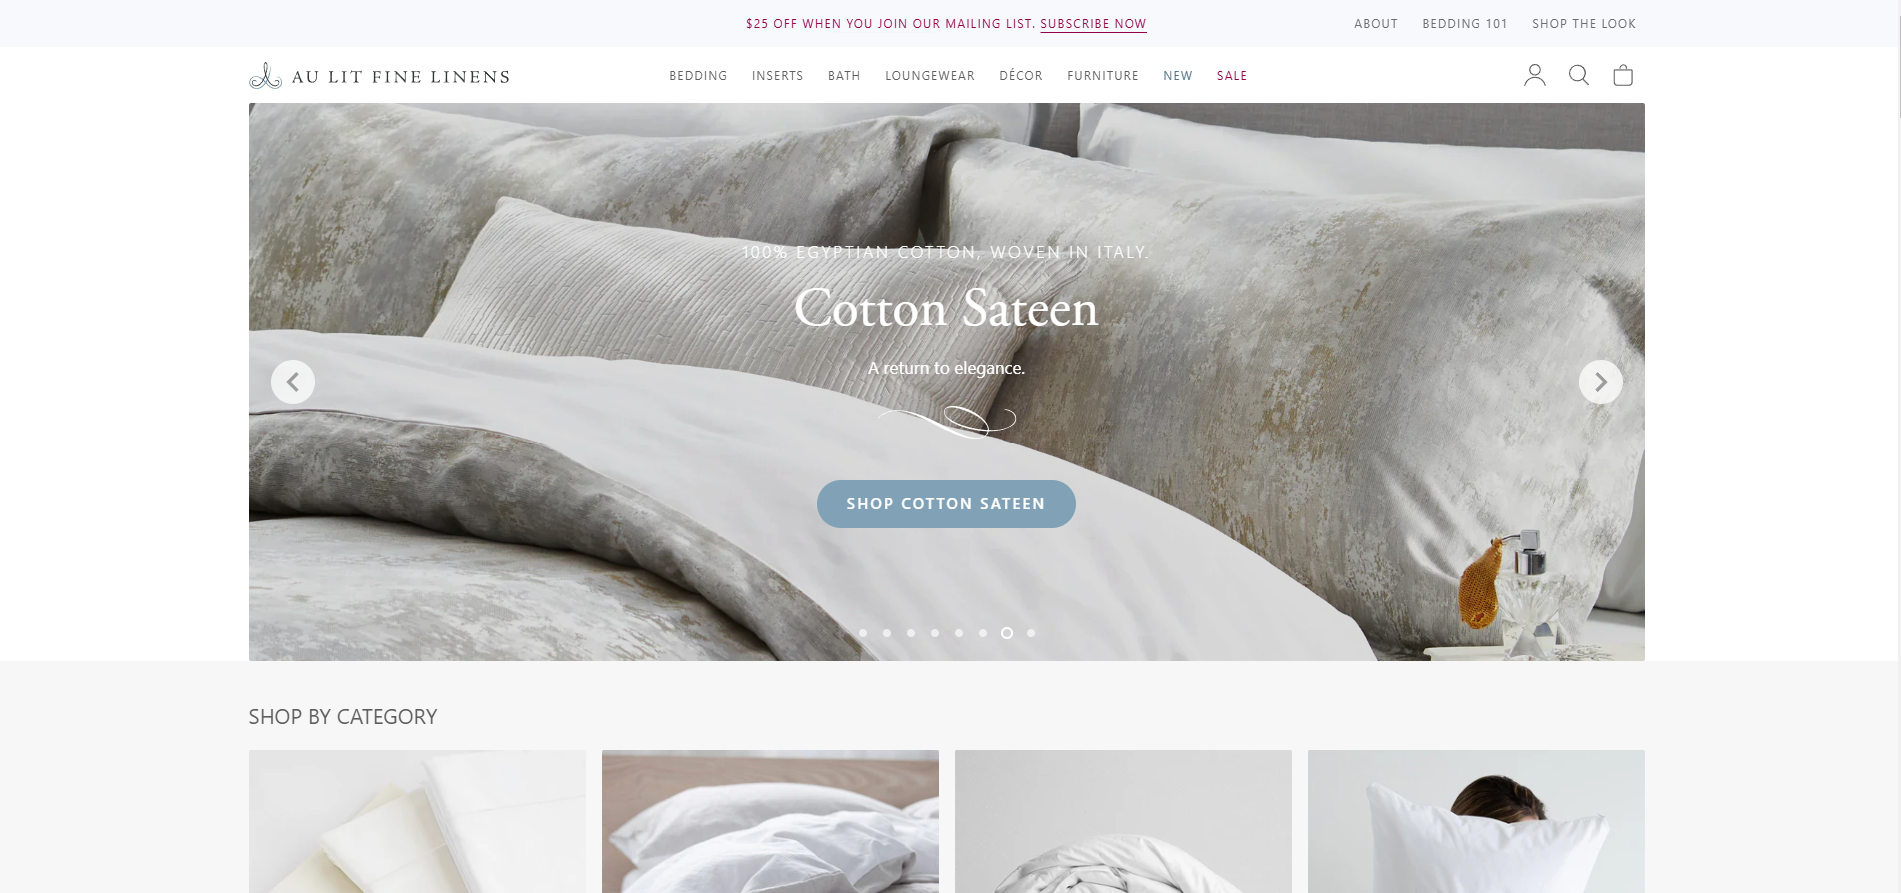 $25 OFF WHEN YOU JOIN OUR MAILING LIST. SUBSCRIBE NOW
ABOUT BEDDING 101 SHOP THE LOOK
AU LIT FINE LINENS
BEDDING INSERTS BATH LOUNGEWEAR DÉCOR FURNITURE NEW SALE
100% EGYPTIAN COTTON, WOVEN IN ITALY.
Cotton Sateen
A return to elegance.
SHOP COTTON SATEEN
SHOP BY CATEGORY